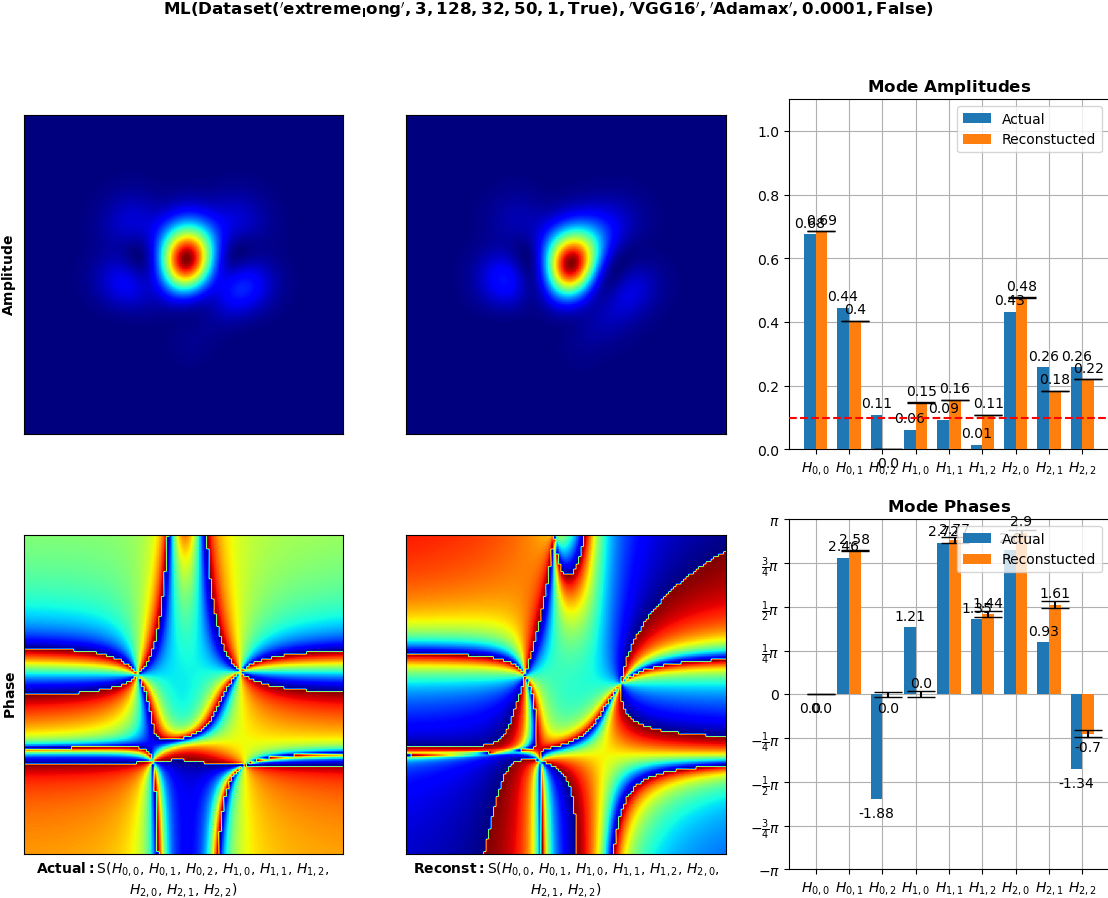 ML(Dataset('extreme_long', 3, 128, 32, 50, 1, True), 'VGG16', 'Adamax', 0.0001, False)
Amplitude
Mode Amplitudes
Actual
Reconstucted
1.0
0.8
0.6
0.4
0.2
0.0
0.68 0.69
0.44 0.4
0.11 0.0
0.06 0.15
0.09 0.16
0.01 0.11
0.43 0.48
0.26 0.18
0.26 0.22
H0,0 H0,1 H0,2 H1,0 H1,1 H1,2 H2,0 H2,1 H2,2
Phase
Mode Phases
Actual
Reconstucted
π
3/4π
1/2π
1/4π
0
−1/4π
−1/2π
−3/4π
−π
0.0 0.0
2.46 2.58
-1.88 0.0
1.21 0.0
2.72 2.77
1.35 1.44
2.9
0.93 1.61
-1.34 -0.7
H0,0 H0,1 H0,2 H1,0 H1,1 H1,2 H2,0 H2,1 H2,2
Actual: S(H0,0, H0,1, H0,2, H1,0, H1,1, H1,2,
H2,0, H2,1, H2,2)
Reconst: S(H0,0, H0,1, H1,0, H1,1, H1,2, H2,0,
H2,1, H2,2)